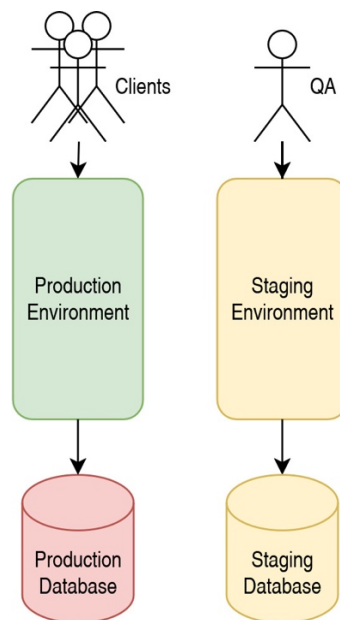 Clients
QA
Production
Environment
Staging
Environment
Production
Database
Staging
Database